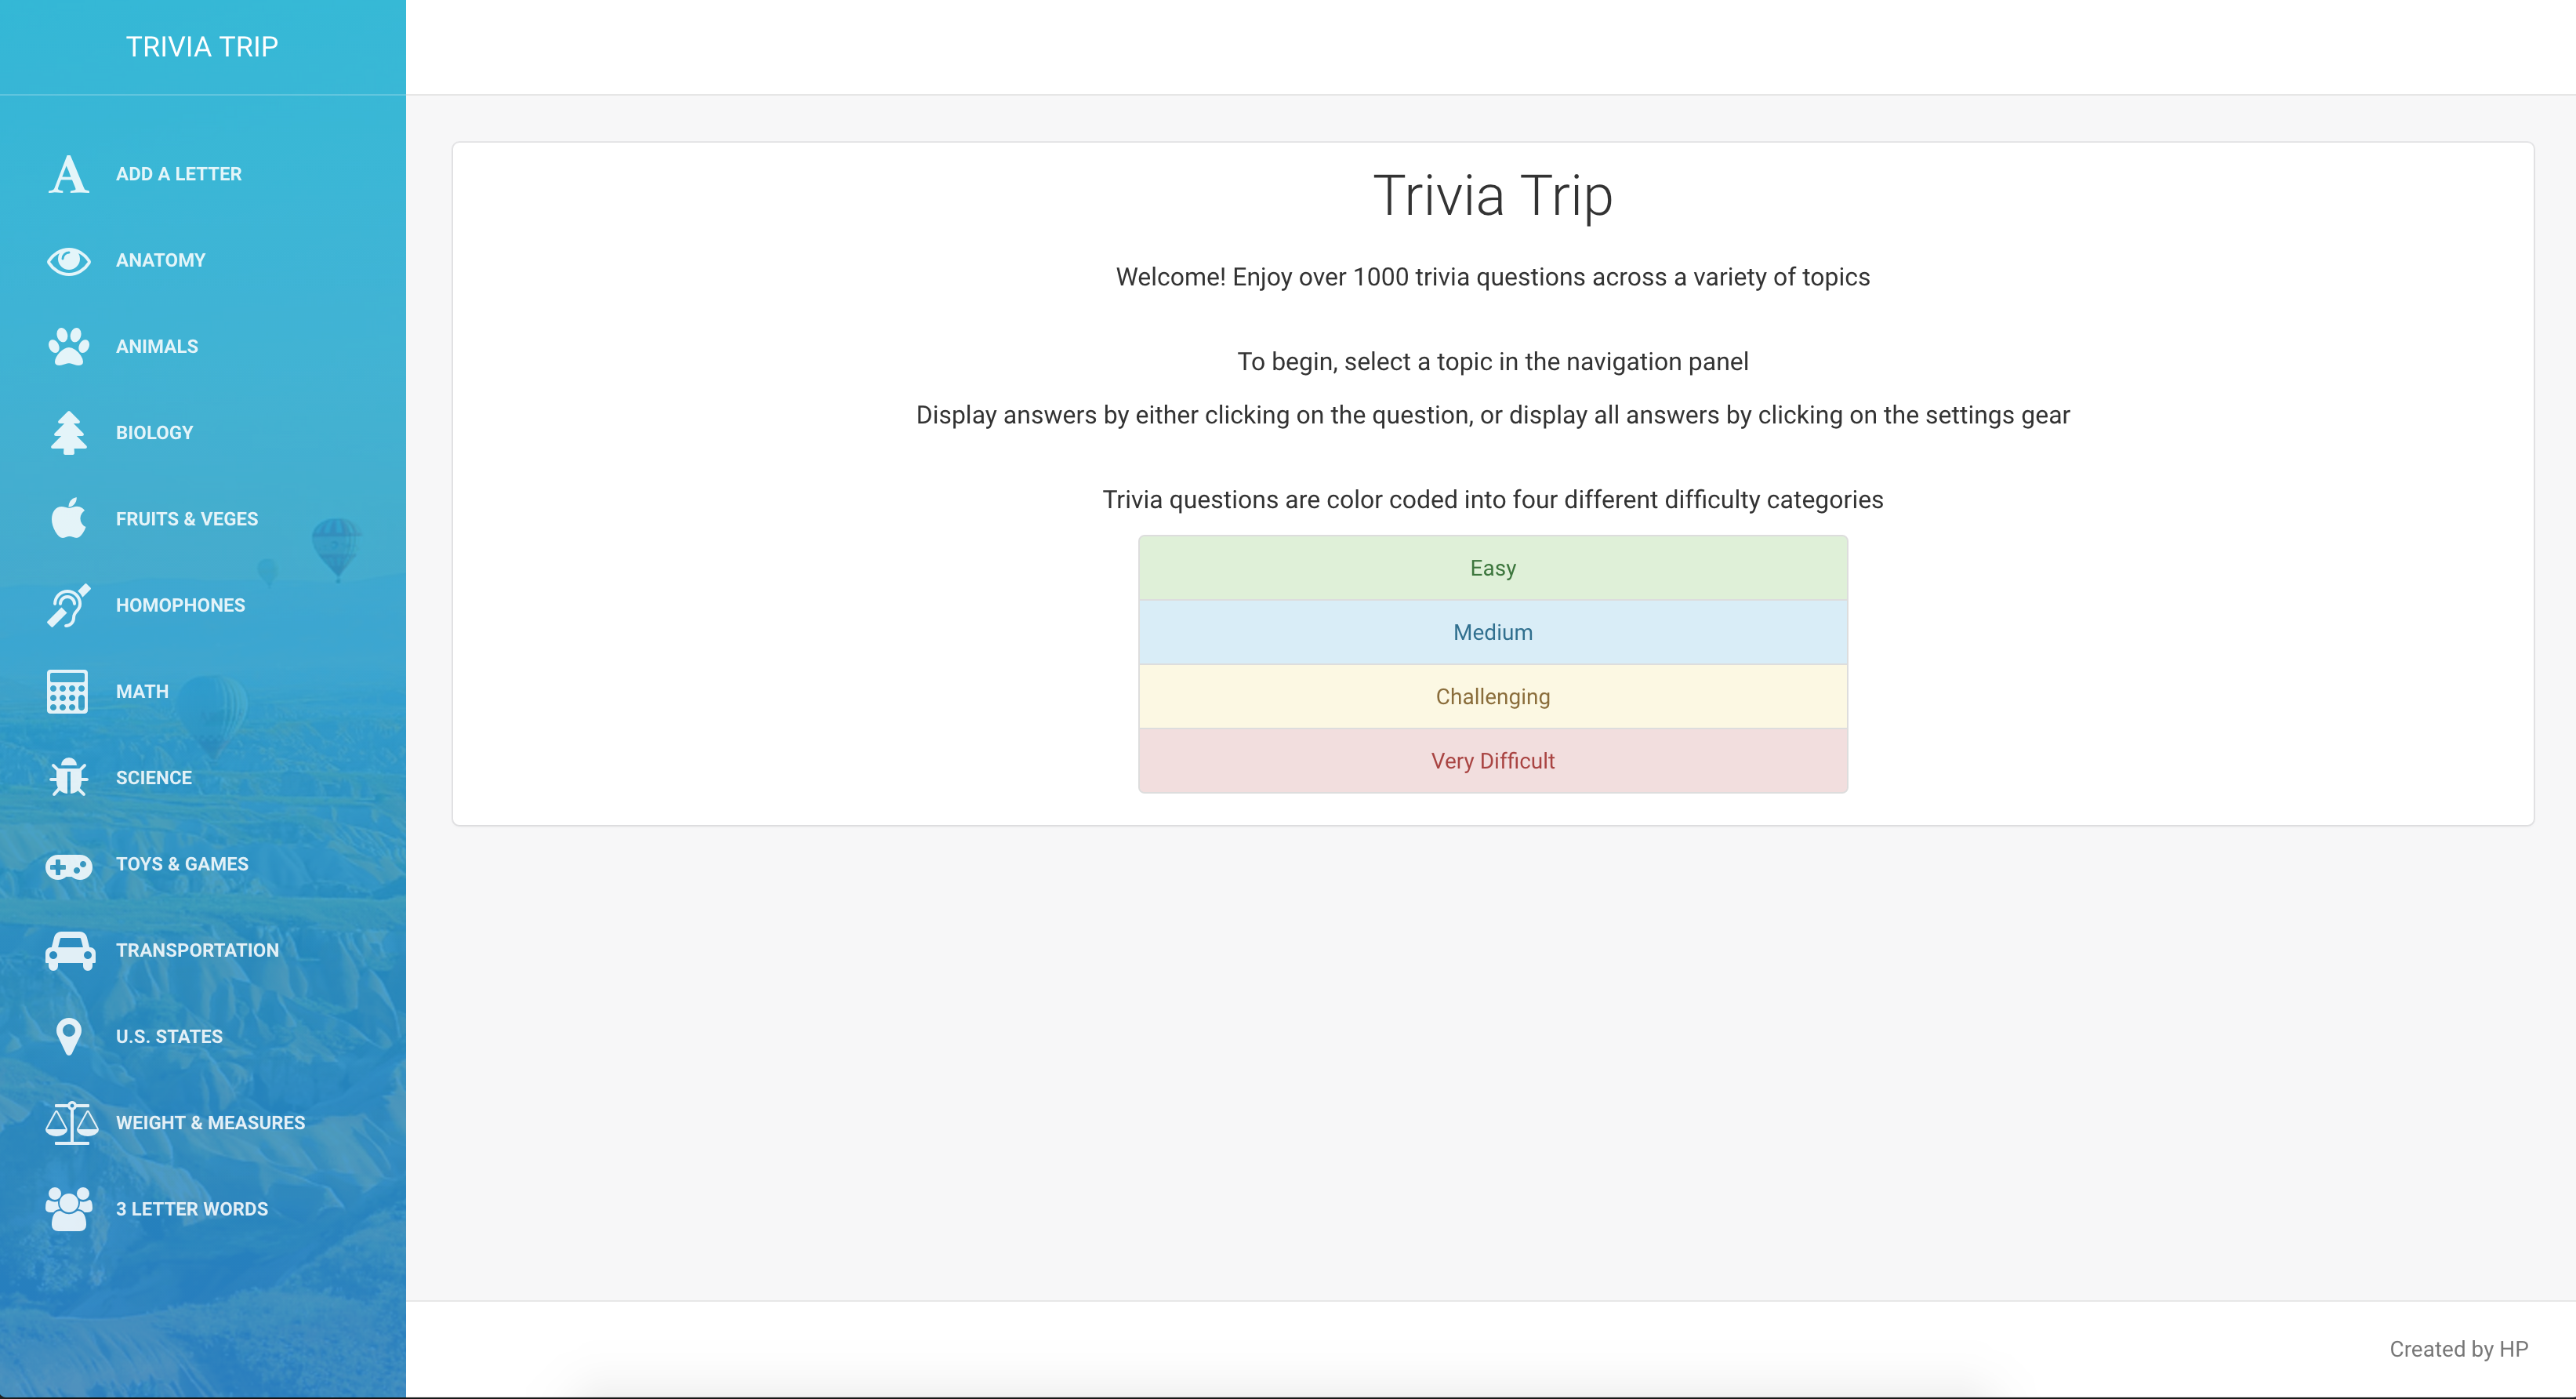 TRIVIA TRIP
ADD A LETTER
ANATOMY
ANIMALS
BIOLOGY
FRUITS & VEGES
HOMOPHONES
MATH
SCIENCE
TOYS & GAMES
TRANSPORTATION
U.S. STATES
WEIGHT & MEASURES
3 LETTER WORDS
Trivia Trip
Welcome! Enjoy over 1000 trivia questions across a variety of topics
To begin, select a topic in the navigation panel
Display answers by either clicking on the question, or display all answers by clicking on the settings gear
Trivia questions are color coded into four different difficulty categories
Easy
Medium
Challenging
Very Difficult
Created by HP